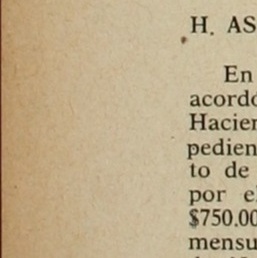 H. AS
En
acordó
Hacien
pedien
to de
por el
$750.00
mensu